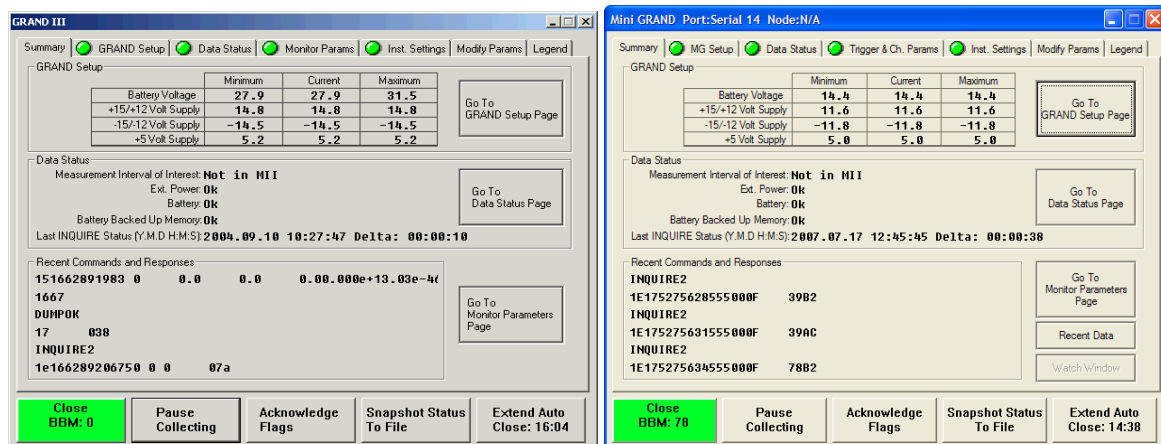 GRAND III
Summary GRAND Setup Data Status Monitor Params Inst. Settings Modify Params Legend
GRAND Setup
Minimum Current Maximum
Battery Voltage 27.9 27.9 31.5
+15/+12 Volt Supply 14.8 14.8 14.8
-15/-12 Volt Supply -14.5 -14.5 -14.5
+5 Volt Supply 5.2 5.2 5.2
Go To
GRAND Setup Page
Data Status
Measurement Interval of Interest: Not in MII
Ext. Power: Ok
Battery: Ok
Battery Backed Up Memory: Ok
Last INQUIRE Status (Y.M.D H:M:S): 2004.09.10 10:27:47 Delta: 00:00:10
Go To
Data Status Page
Recent Commands and Responses
151662891983 0 0.0 0.0 0.00.000e+13.03e-4
1667
DUMPOK
17 038
INQUIRE2
1e166289206750 0 0 07a
Go To
Monitor Parameters
Page
Close
BBM: 0
Pause
Collecting
Acknowledge
Flags
Snapshot Status
To File
Extend Auto
Close: 16:04
Mini GRAND Port:Serial 14 Node:N/A
Summary MG Setup Data Status Trigger & Ch. Params Inst. Settings Modify Params Legend
GRAND Setup
Minimum Current Maximum
Battery Voltage 14.4 14.4 14.4
+15/+12 Volt Supply 11.6 11.6 11.6
-15/-12 Volt Supply -11.8 -11.8 -11.8
+5 Volt Supply 5.0 5.0 5.0
Go To
GRAND Setup Page
Data Status
Measurement Interval of Interest: Not in MII
Ext. Power: Ok
Battery: Ok
Battery Backed Up Memory: Ok
Last INQUIRE Status (Y.M.D H:M:S): 2007.07.17 12:45:45 Delta: 00:00:38
Go To
Data Status Page
Recent Commands and Responses
INQUIRE2
1E175275628555000F 39B2
INQUIRE2
1E175275631555000F 39AC
INQUIRE2
1E175275634555000F 78B2
Go To
Monitor Parameters
Page
Recent Data
Watch Window
Close
BBM: 78
Pause
Collecting
Acknowledge
Flags
Snapshot Status
To File
Extend Auto
Close: 14:38